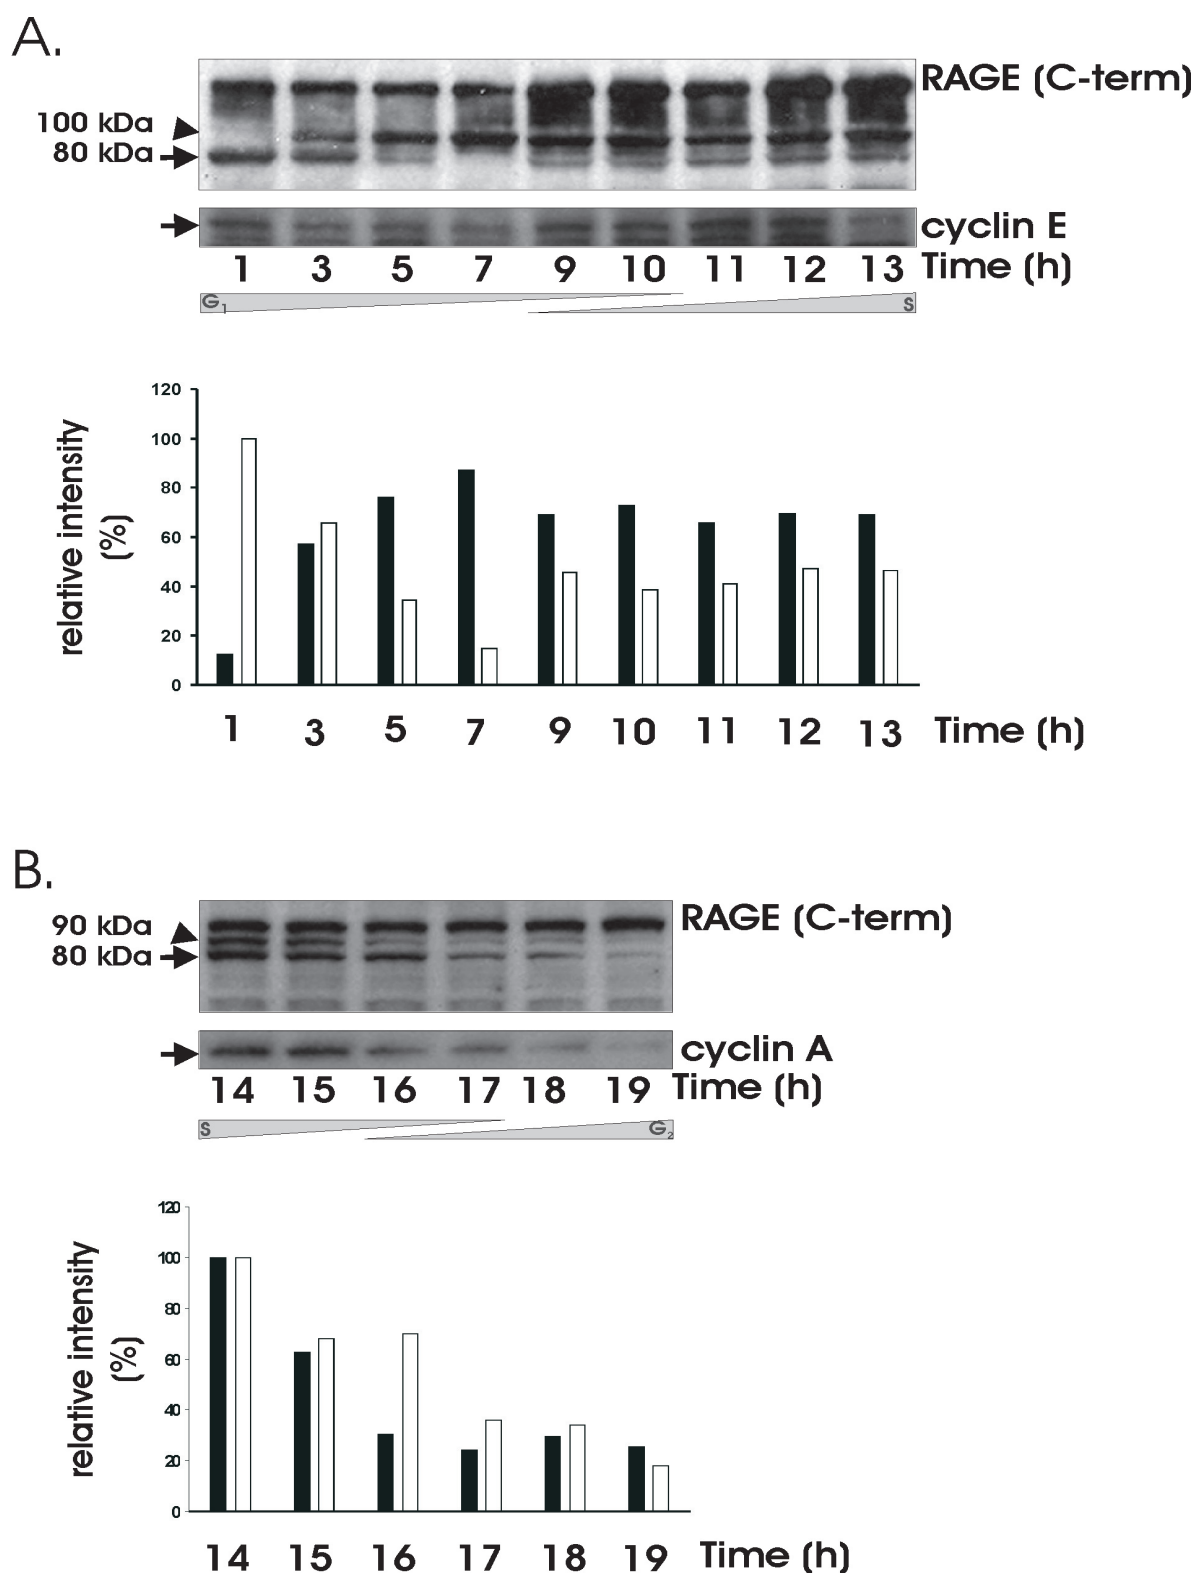 A.
RAGE (C-term)
100 kDa
80 kDa
cyclin E
1 3 5 7 9 10 11 12 13 Time (h)
G1 S
120
100
80
60
40
20
0
relative intensity
(%)
1 3 5 7 9 10 11 12 13 Time (h)
B.
90 kDa RAGE (C-term)
80 kDa
cyclin A
14 15 16 17 18 19 Time (h)
S G2
120
100
80
60
40
20
0
relative intensity
(%)
14 15 16 17 18 19 Time (h)